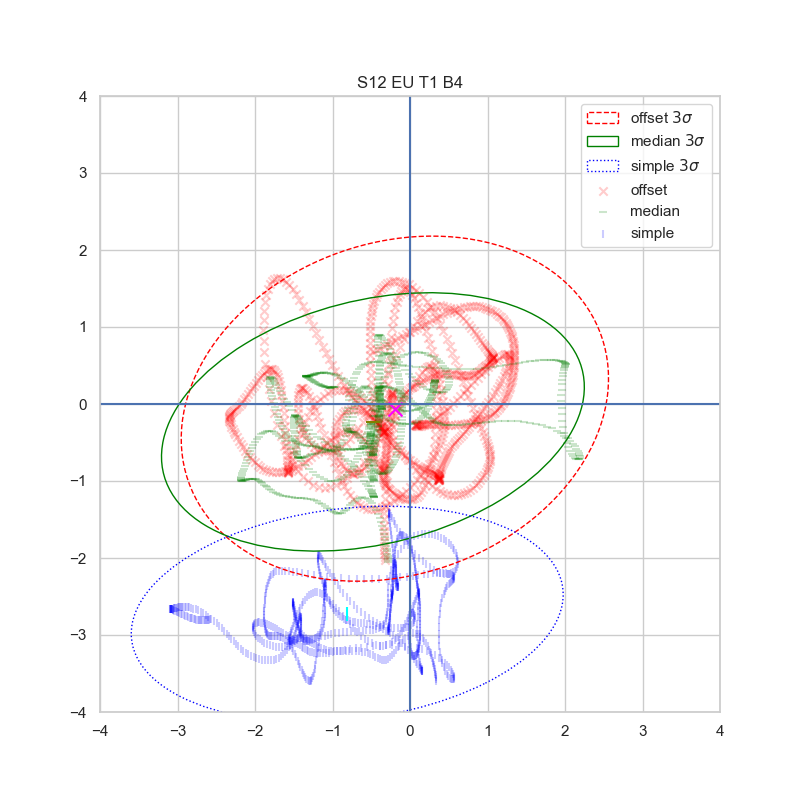 S12 EU T1 B4
4
3
2
1
0
−1
−2
−3
−4
−4 −3 −2 −1 0 1 2 3 4
offset 3σ
median 3σ
simple 3σ
offset
median
simple